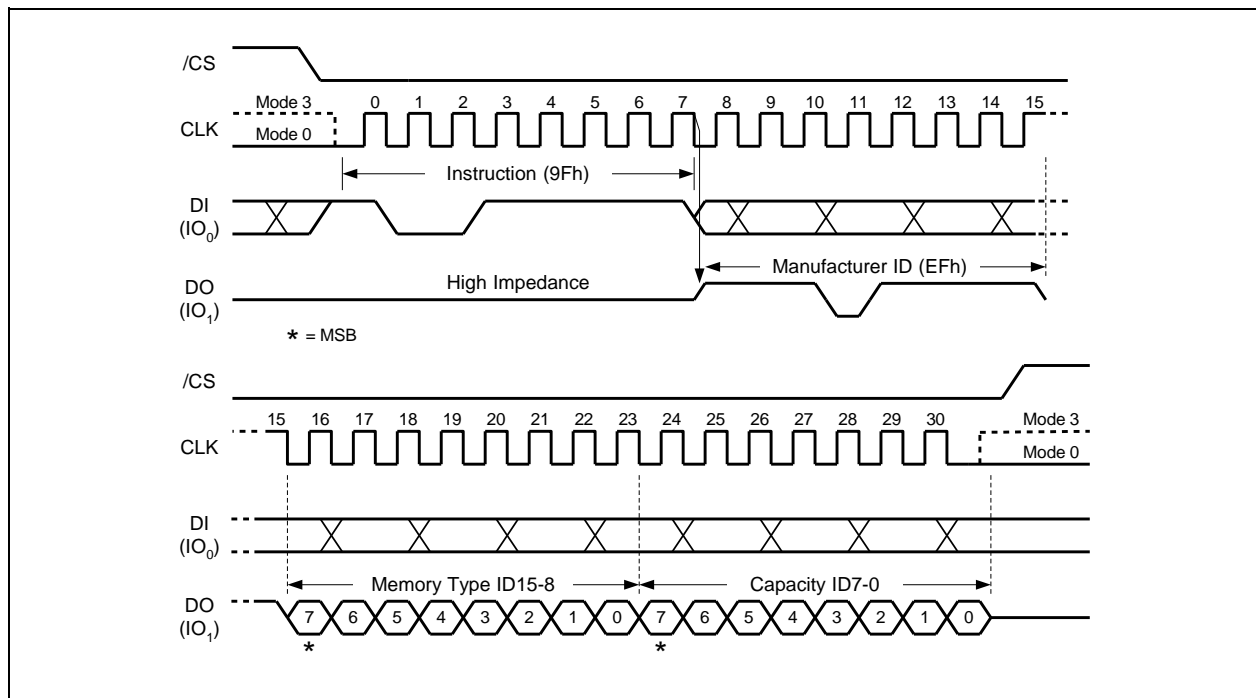 /CS
Mode 3 0 1 2 3 4 5 6 7 8 9 10 11 12 13 14 15
CLK
Mode 0
Instruction (9Fh)
DI
(IO0)
Manufacturer ID (EFh)
DO
(IO1)
High Impedance
* = MSB
/CS
15 16 17 18 19 20 21 22 23 24 25 26 27 28 29 30
Mode 3
CLK
Mode 0
DI
(IO0)
Memory Type ID15-8 Capacity ID7-0
DO
(IO1)
7 6 5 4 3 2 1 0 7 6 5 4 3 2 1 0
* *